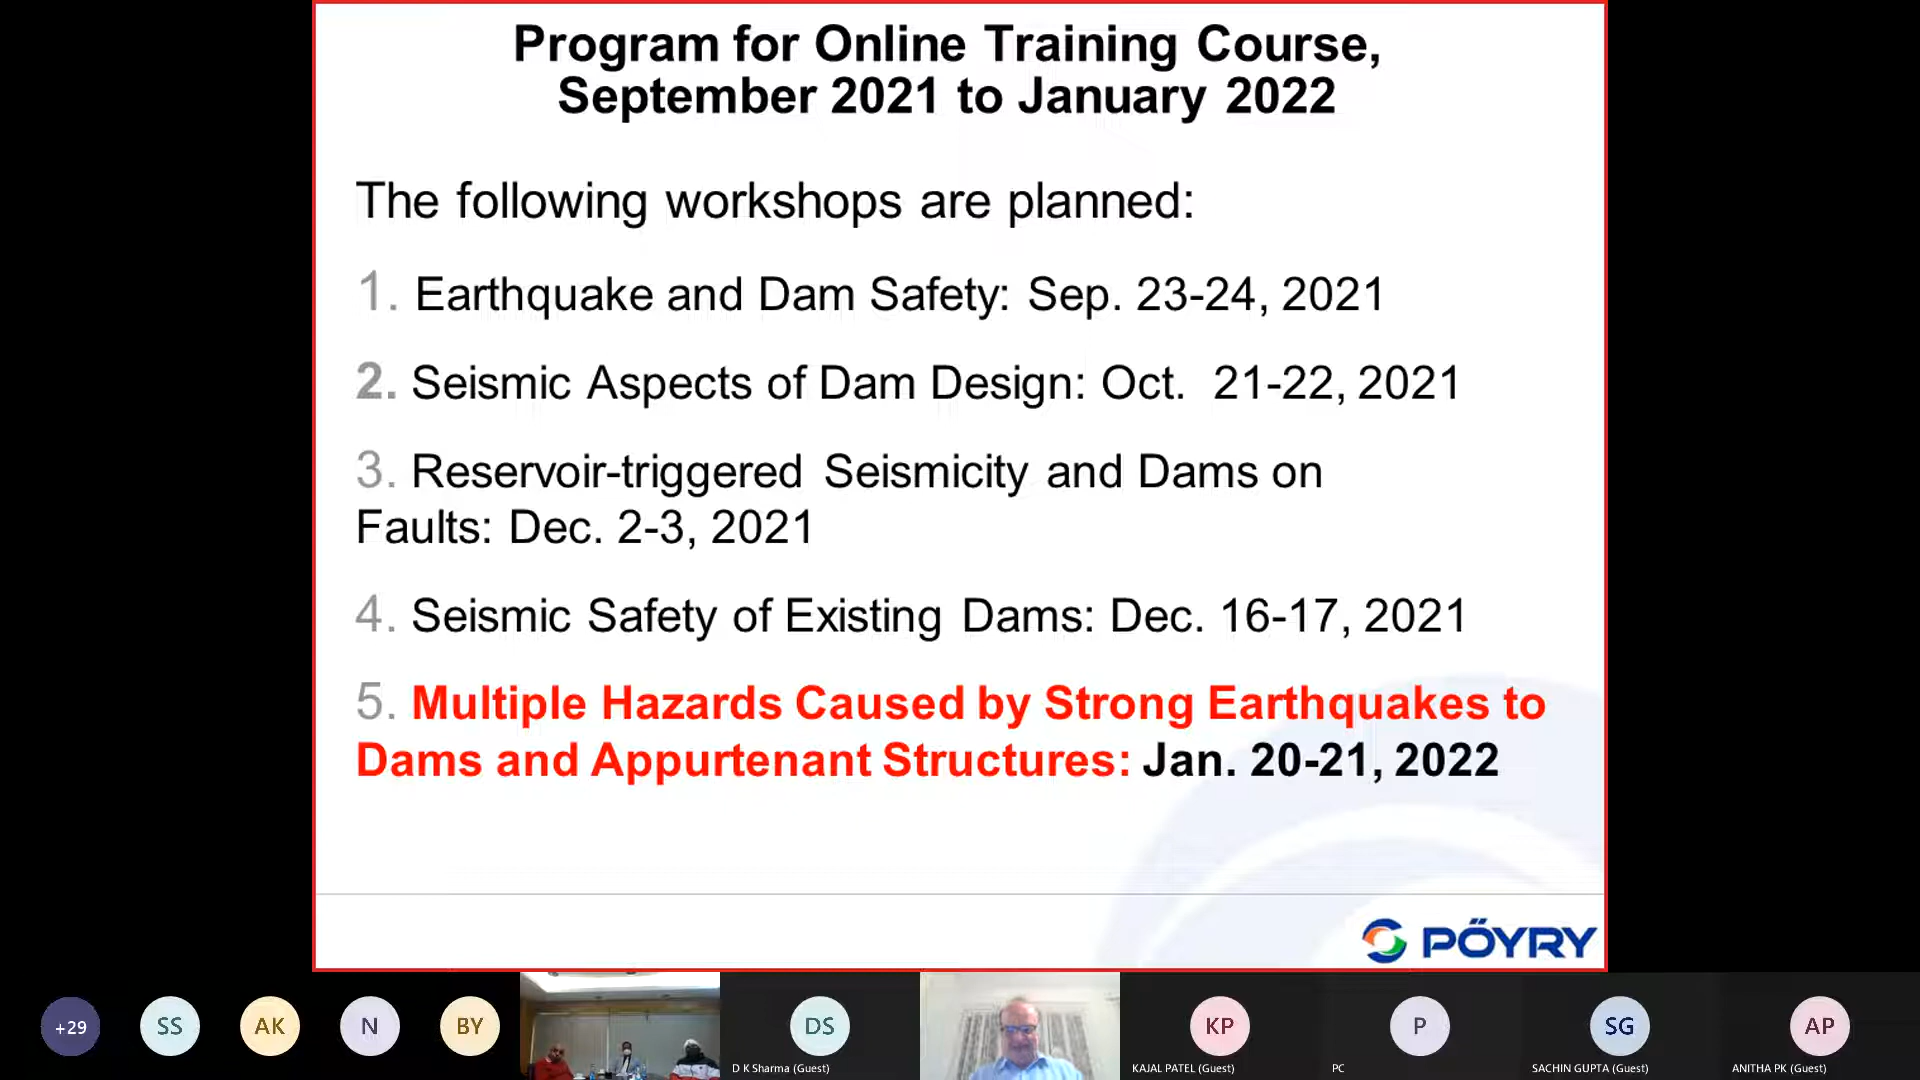 Program for Online Training Course,
September 2021 to January 2022
The following workshops are planned:
1. Earthquake and Dam Safety: Sep. 23-24, 2021
2. Seismic Aspects of Dam Design: Oct. 21-22, 2021
3. Reservoir-triggered Seismicity and Dams on
Faults: Dec. 2-3, 2021
4. Seismic Safety of Existing Dams: Dec. 16-17, 2021
5. Multiple Hazards Caused by Strong Earthquakes to
Dams and Appurtenant Structures: Jan. 20-21, 2022
PÖYRY
+29
SS
AK
N
BY
DS
D K Sharma (Guest)
KP
KAJAL PATEL (Guest)
P
PC
SG
SACHIN GUPTA (Guest)
AP
ANITHA PK (Guest)